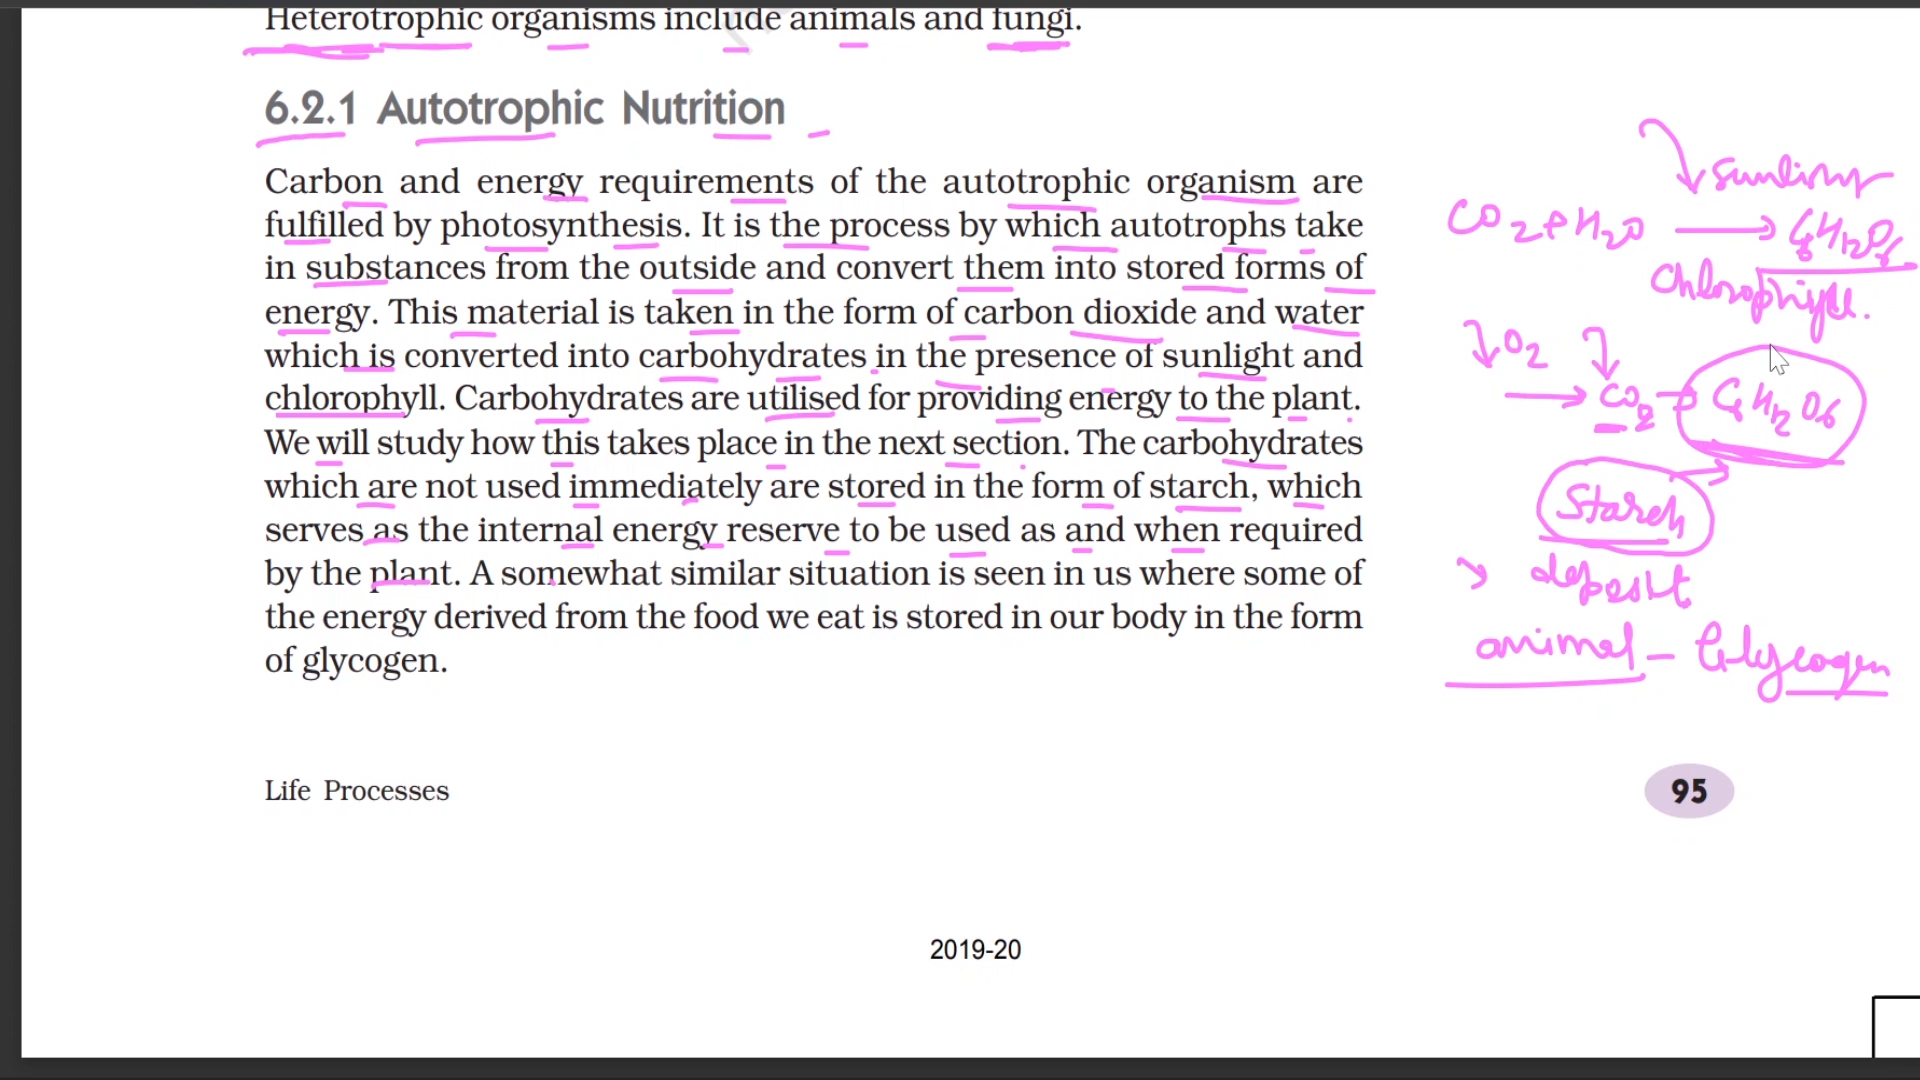 Heterotrophic organisms include animals and fungi.
6.2.1 Autotrophic Nutrition
Carbon and energy requirements of the autotrophic organism are
fulfilled by photosynthesis. It is the process by which autotrophs take
in substances from the outside and convert them into stored forms of
energy. This material is taken in the form of carbon dioxide and water
which is converted into carbohydrates in the presence of sunlight and
chlorophyll. Carbohydrates are utilised for providing energy to the plant.
We will study how this takes place in the next section. The carbohydrates
which are not used immediately are stored in the form of starch, which
serves as the internal energy reserve to be used as and when required
by the plant. A somewhat similar situation is seen in us where some of
the energy derived from the food we eat is stored in our body in the form
of glycogen.
↓ sunlight
CO2+H2O → C6H12O6
Chlorophyll.
↓O2 ↓
→ CO2 → C6H12O6
Starch →
deposit
animal - Glycogen
Life Processes
95
2019-20